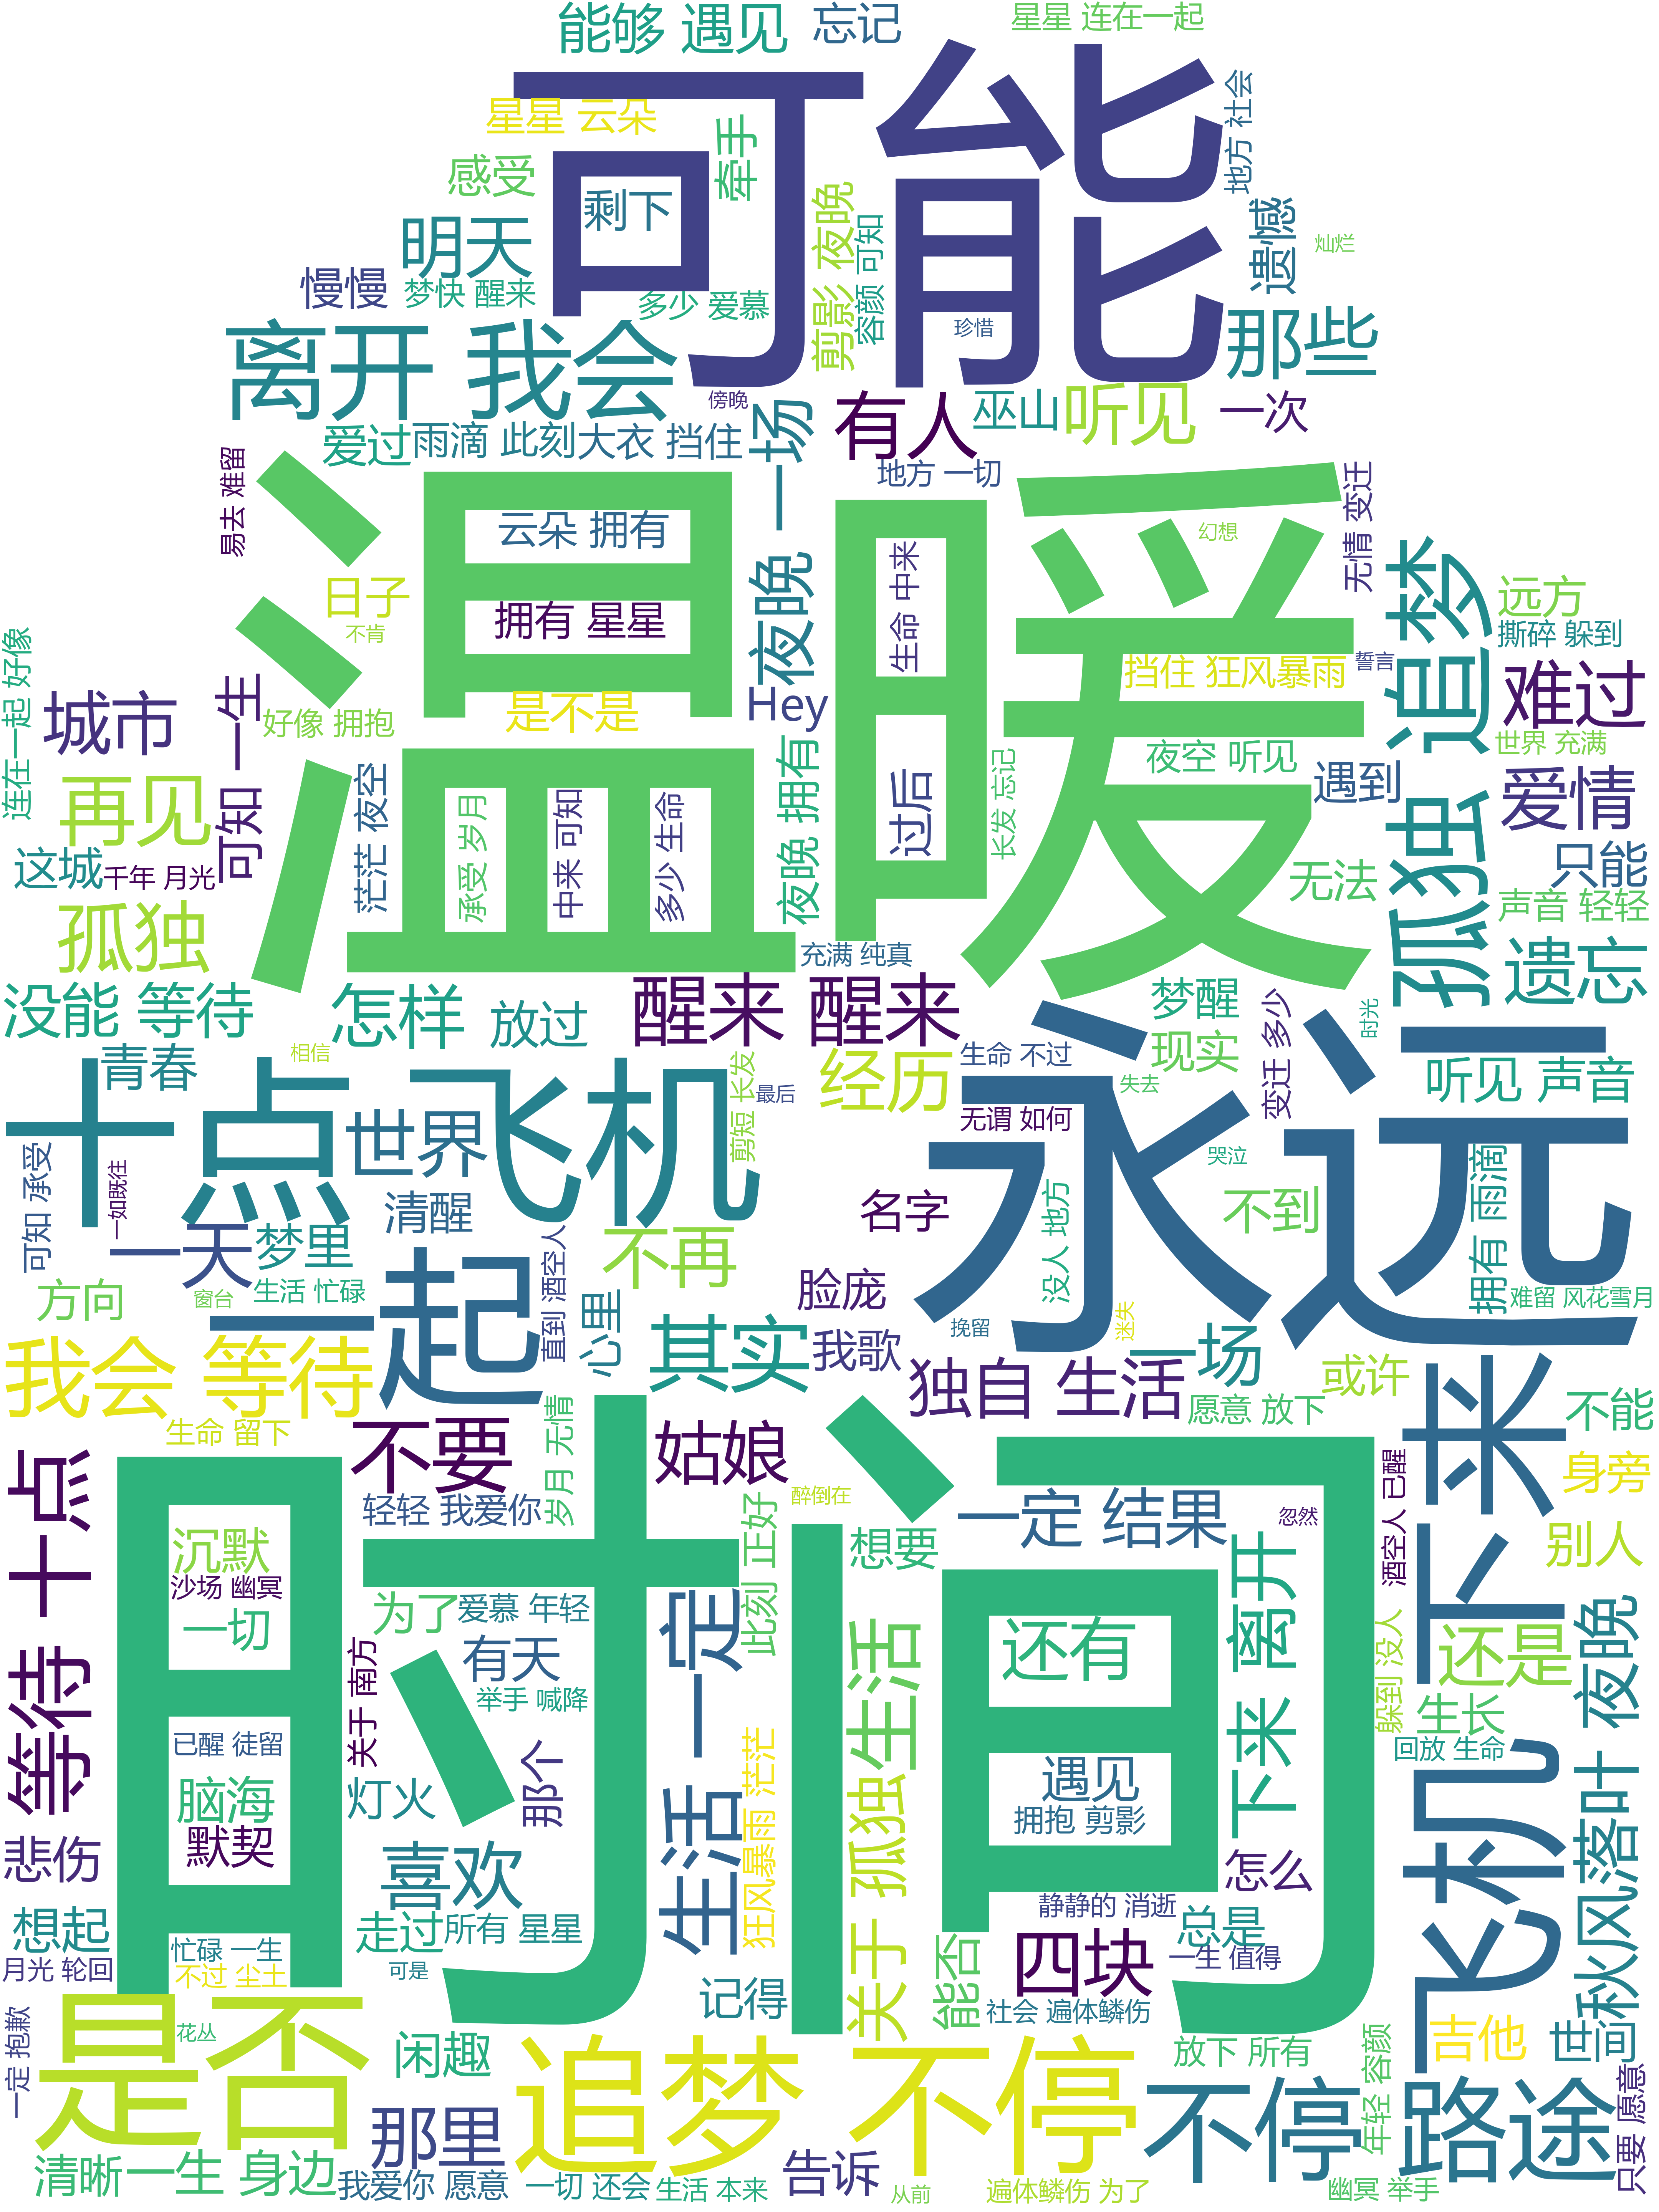 能够 遇见
忘记
星星 连在一起
可能
星星 云朵
牵手
地方 社会
感受
剩下
剪影 夜晚
容颜 可知
遗憾
灿烂
明天
慢慢
梦快 醒来
多少 爱慕
珍惜
那些
离开 我会
傍晚
一场
有人
巫山
听见
一次
爱过
雨滴 此刻
大衣 挡住
地方 一切
易去 难留
无情 变迁
温暖
云朵 拥有
幻想
生命 中来
夜晚
追梦
远方
日子
拥有 星星
不肯
撕碎 躲到
连在一起 好像
城市
一生
好像 拥抱
是不是
Hey
挡住 狂风暴雨
誓言
难过
世界 充满
再见
可知
茫茫 夜空
夜晚 拥有
过后
长发 忘记
夜空 听见
遇到
孤独
爱情
这城
千年 月光
承受 岁月
中来 可知
多少 生命
无法
只能
声音 轻轻
孤独
充满 纯真
遗忘
没能 等待
怎样
放过
醒来 醒来
梦醒
时光
青春
相信
经历
生命 不过
现实
变迁 多少
永远
听见 声音
十点 飞机
世界
剪短 长发
最后
失去
无谓 如何
哭泣
可知 承受
一如既往
清醒
名字
没人 地方
不到
拥有 雨滴
一天
梦里
一起
直到 酒空人
不再
脸庞
方向
窗台
生活 忙碌
心里
挽留
迷失
难留 风花雪月
我会 等待
其实
我歌
独自 生活
一场
或许
下来
不能
生命 留下
不要
岁月 无情
姑娘
愿意 放下
时间
等待 十点
沉默
轻轻 我爱你
此刻 正好
醉倒在
想要
一定 结果
忽然
酒空人 已醒
身旁
别人
沙场 幽冥
一切
为了
爱慕 年轻
生活 一定
关于 孤独
生活
还有
下来 离开
躲到 没人
还是
夜晚
关于 南方
有天
举手 喊降
生长
已醒 徒留
脑海
灯火
那个
狂风暴雨 茫茫
遇见
拥抱 剪影
回放 生命
飞机
秋风落叶
悲伤
默契
喜欢
怎么
想起
走过
所有 星星
静静的 消逝
总是
月光 轮回
忙碌 一生
不过 尘土
可是
记得
能否
四块
一生 值得
是否
一定 抱歉
花丛
闲趣
追梦 不停
社会 遍体鳞伤
放下 所有
不停
年轻 容颜
路途
吉他
世间
只要 愿意
清晰
一生 身边
那里
我爱你 愿意
一切 还会
生活 本来
告诉
从前
遍体鳞伤 为了
幽冥 举手